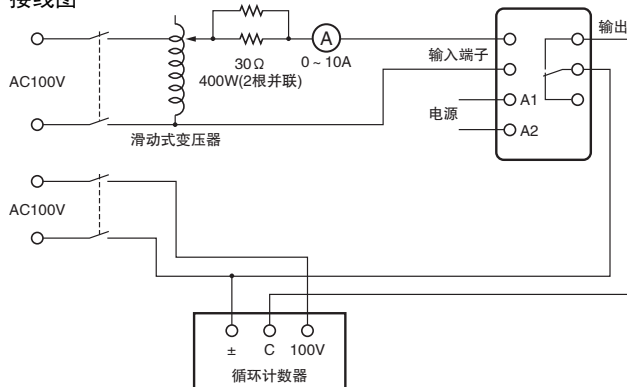 接线图
AC100V
30Ω
400W(2根并联)
A
0～10A
滑动式变压器
输入端子
电源
A1
A2
输出
AC100V
± C 100V
循环计数器